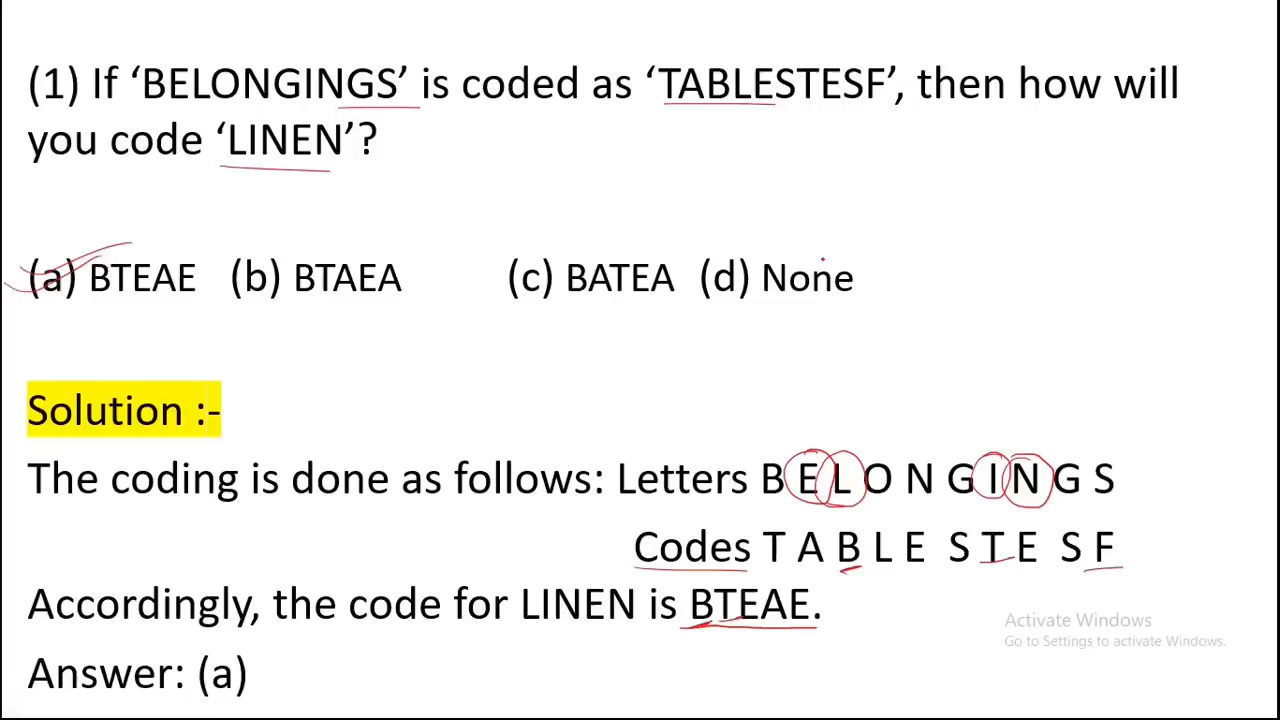 (1) If ‘BELONGINGS’ is coded as ‘TABLESTESF’, then how will
you code ‘LINEN’?
(a) BTEAE (b) BTAEA (c) BATEA (d) None
Solution :-
The coding is done as follows: Letters B E L O N G I N G S
Codes T A B L E S T E S F
Accordingly, the code for LINEN is BTEAE.
Answer: (a)
Activate Windows
Go to Settings to activate Windows.